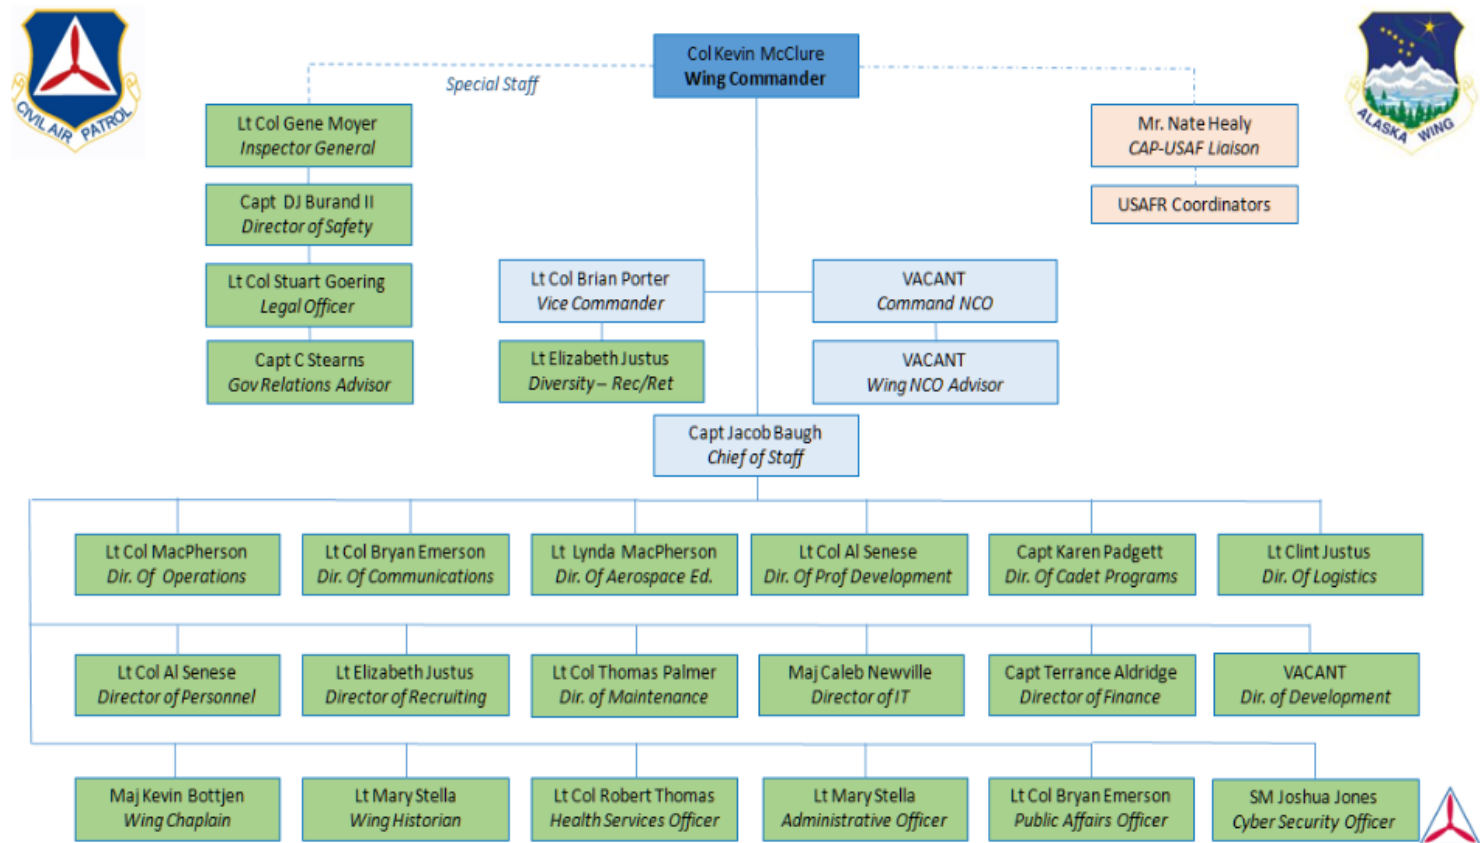 CIVIL AIR PATROL
Col Kevin McClure
Wing Commander
ALASKA WING
Special Staff
Lt Col Gene Moyer
Inspector General
Mr. Nate Healy
CAP-USAF Liaison
Capt DJ Burand II
Director of Safety
USAFR Coordinators
Lt Col Stuart Goering
Legal Officer
Lt Col Brian Porter
Vice Commander
VACANT
Command NCO
Capt C Stearns
Gov Relations Advisor
Lt Elizabeth Justus
Diversity – Rec/Ret
VACANT
Wing NCO Advisor
Capt Jacob Baugh
Chief of Staff
Lt Col MacPherson
Dir. Of Operations
Lt Col Bryan Emerson
Dir. Of Communications
Lt Lynda MacPherson
Dir. Of Aerospace Ed.
Lt Col Al Senese
Dir. Of Prof Development
Capt Karen Padgett
Dir. Of Cadet Programs
Lt Clint Justus
Dir. Of Logistics
Lt Col Al Senese
Director of Personnel
Lt Elizabeth Justus
Director of Recruiting
Lt Col Thomas Palmer
Dir. of Maintenance
Maj Caleb Newville
Director of IT
Capt Terrance Aldridge
Director of Finance
VACANT
Dir. of Development
Maj Kevin Bottjen
Wing Chaplain
Lt Mary Stella
Wing Historian
Lt Col Robert Thomas
Health Services Officer
Lt Mary Stella
Administrative Officer
Lt Col Bryan Emerson
Public Affairs Officer
SM Joshua Jones
Cyber Security Officer